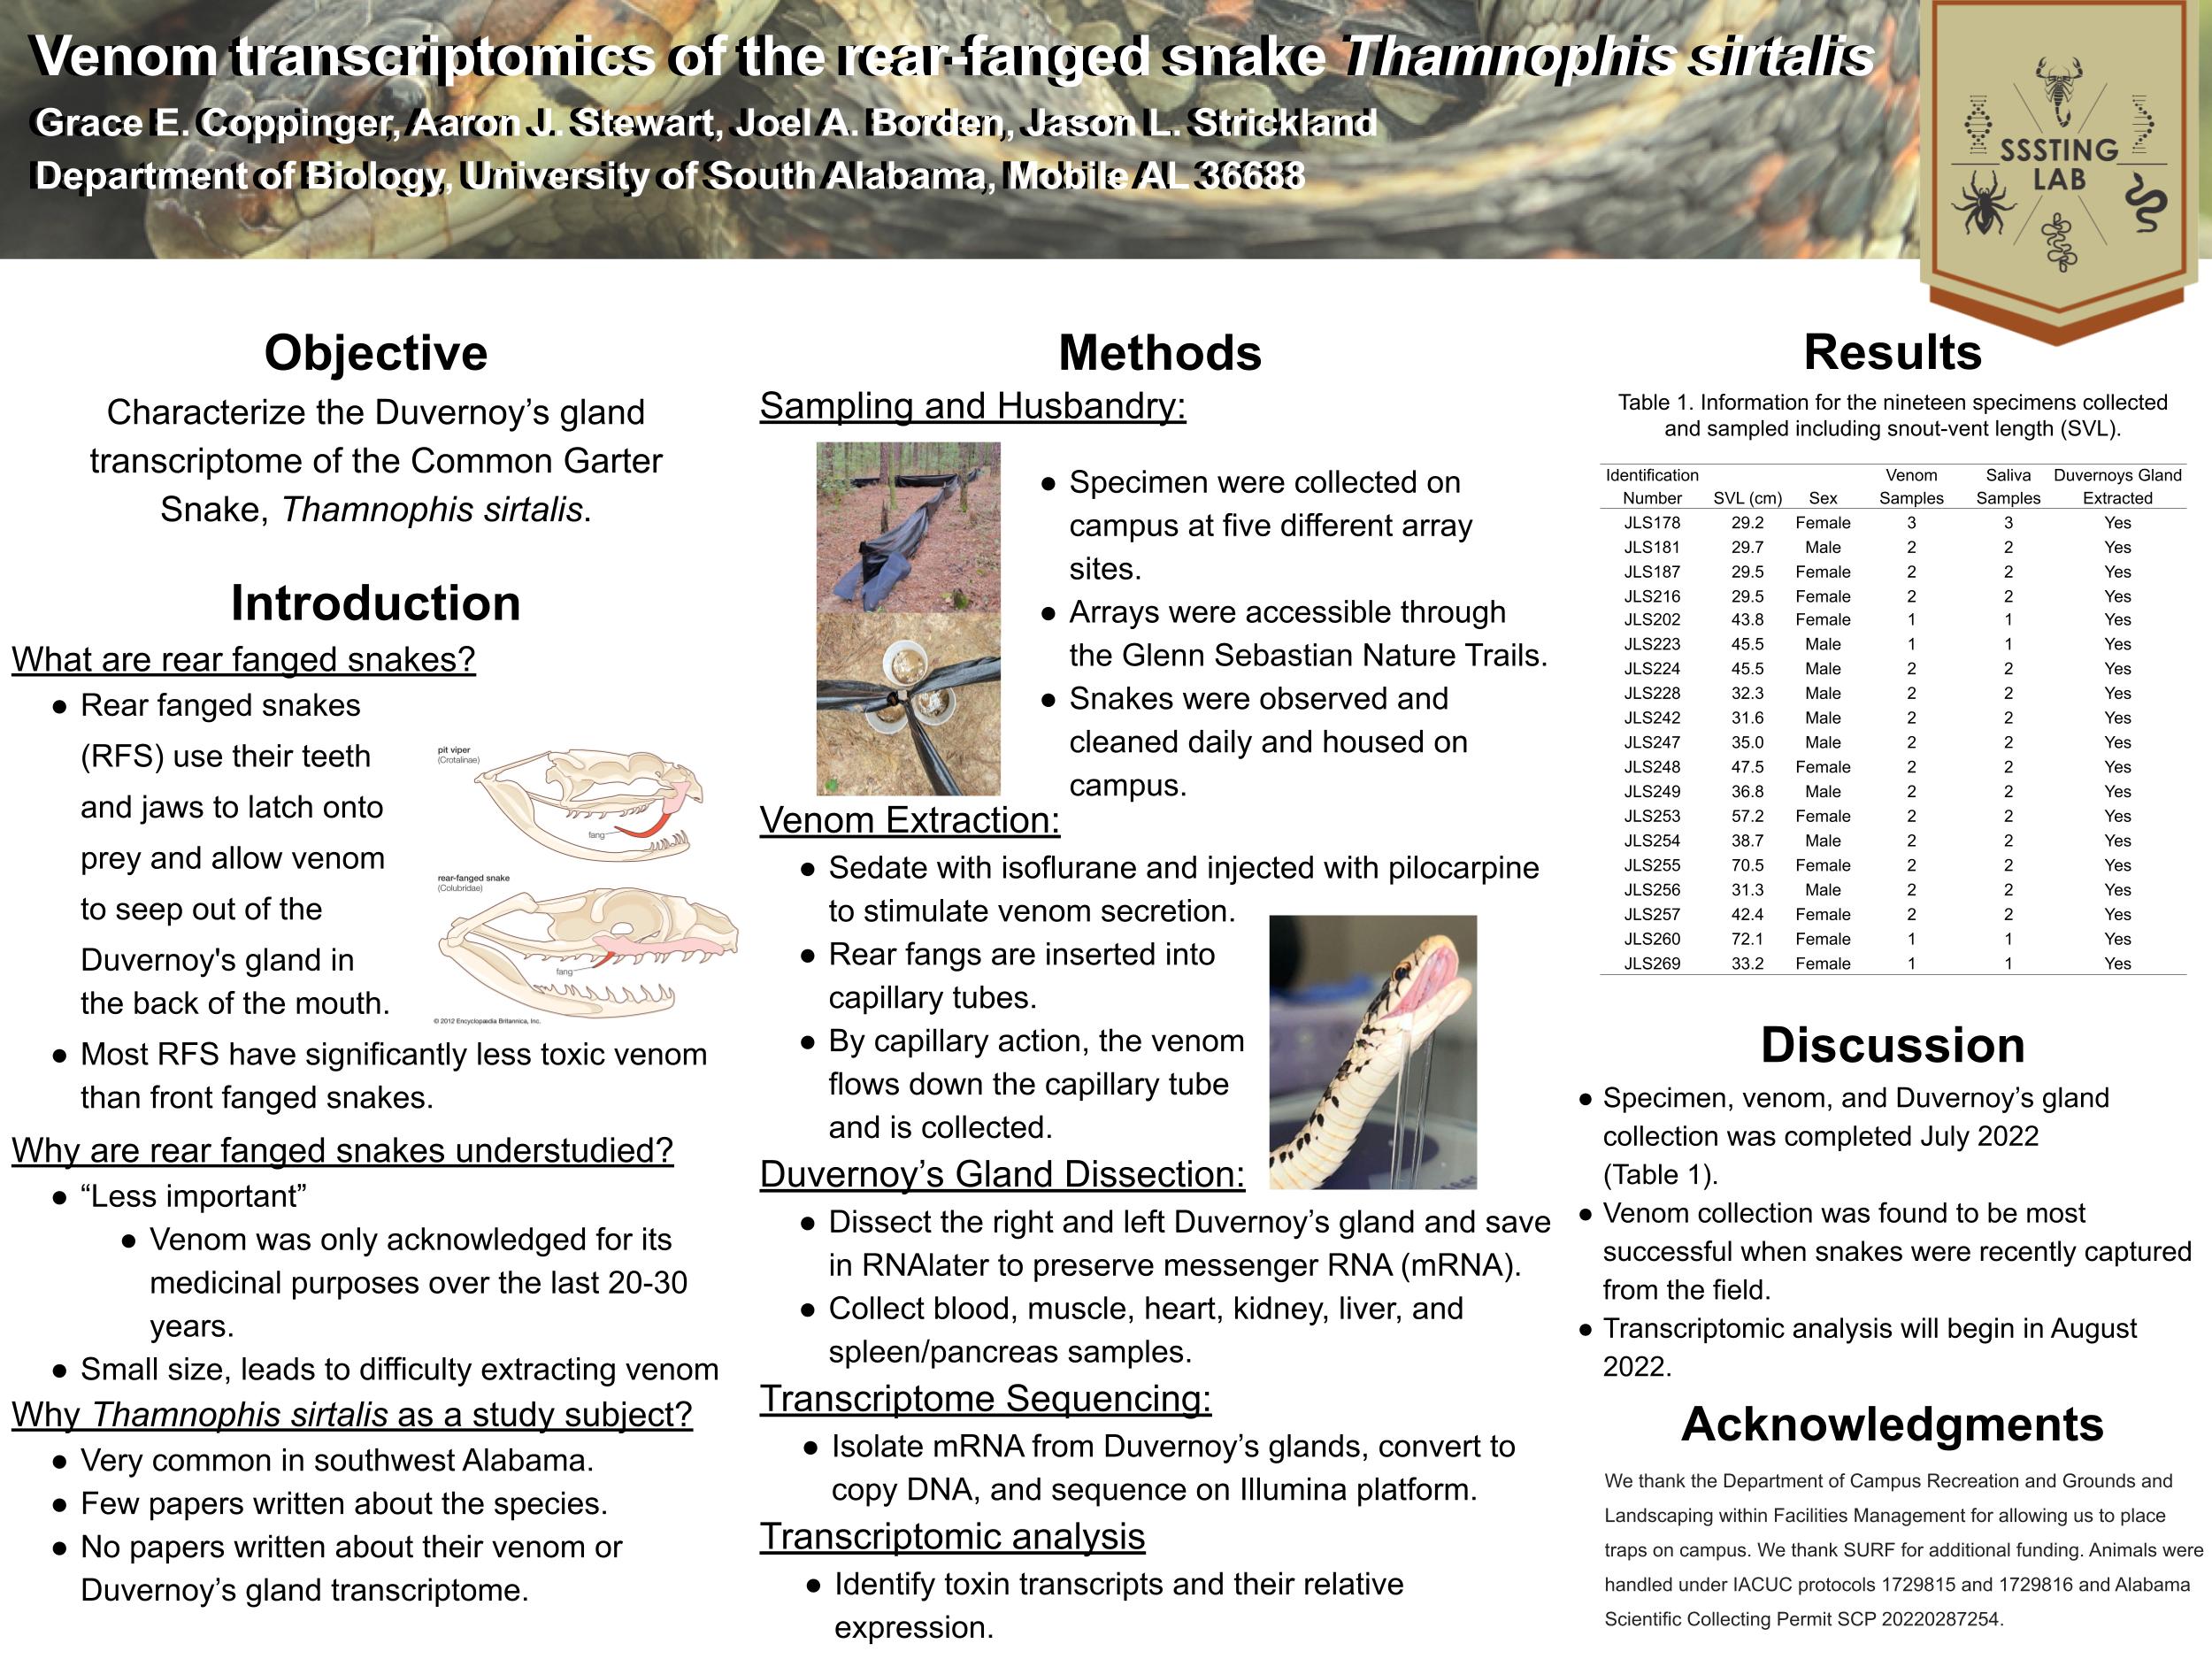 Venom transcriptomics of the rear-fanged snake Thamnophis sirtalis
Grace E. Coppinger, Aaron J. Stewart, Joel A. Borden, Jason L. Strickland
Department of Biology, University of South Alabama, Mobile AL 36688
SSSTING
LAB
Objective
Characterize the Duvernoy’s gland
transcriptome of the Common Garter
Snake, Thamnophis sirtalis.
Introduction
What are rear fanged snakes?
● Rear fanged snakes
(RFS) use their teeth
and jaws to latch onto
prey and allow venom
to seep out of the
Duvernoy's gland in
the back of the mouth.
pit viper
(Crotalinae)
fang
rear-fanged snake
(Colubridae)
fang
© 2012 Encyclopædia Britannica, Inc.
● Most RFS have significantly less toxic venom
than front fanged snakes.
Why are rear fanged snakes understudied?
● “Less important”
● Venom was only acknowledged for its
medicinal purposes over the last 20-30
years.
● Small size, leads to difficulty extracting venom
Why Thamnophis sirtalis as a study subject?
● Very common in southwest Alabama.
● Few papers written about the species.
● No papers written about their venom or
Duvernoy’s gland transcriptome.
Methods
Sampling and Husbandry:
● Specimen were collected on
campus at five different array
sites.
● Arrays were accessible through
the Glenn Sebastian Nature Trails.
● Snakes were observed and
cleaned daily and housed on
campus.
Venom Extraction:
● Sedate with isoflurane and injected with pilocarpine
to stimulate venom secretion.
● Rear fangs are inserted into
capillary tubes.
● By capillary action, the venom
flows down the capillary tube
and is collected.
Duvernoy’s Gland Dissection:
● Dissect the right and left Duvernoy’s gland and save
in RNAlater to preserve messenger RNA (mRNA).
● Collect blood, muscle, heart, kidney, liver, and
spleen/pancreas samples.
Transcriptome Sequencing:
● Isolate mRNA from Duvernoy’s glands, convert to
copy DNA, and sequence on Illumina platform.
Transcriptomic analysis
● Identify toxin transcripts and their relative
expression.
Results
Table 1. Information for the nineteen specimens collected
and sampled including snout-vent length (SVL).
Identification Venom Saliva Duvernoys Gland
Number SVL (cm) Sex Samples Samples Extracted
JLS178 29.2 Female 3 3 Yes
JLS181 29.7 Male 2 2 Yes
JLS187 29.5 Female 2 2 Yes
JLS216 29.5 Female 2 2 Yes
JLS202 43.8 Female 1 1 Yes
JLS223 45.5 Male 1 1 Yes
JLS224 45.5 Male 2 2 Yes
JLS228 32.3 Male 2 2 Yes
JLS242 31.6 Male 2 2 Yes
JLS247 35.0 Male 2 2 Yes
JLS248 47.5 Female 2 2 Yes
JLS249 36.8 Male 2 2 Yes
JLS253 57.2 Female 2 2 Yes
JLS254 38.7 Male 2 2 Yes
JLS255 70.5 Female 2 2 Yes
JLS256 31.3 Male 2 2 Yes
JLS257 42.4 Female 2 2 Yes
JLS260 72.1 Female 1 1 Yes
JLS269 33.2 Female 1 1 Yes
Discussion
● Specimen, venom, and Duvernoy’s gland
collection was completed July 2022
(Table 1).
● Venom collection was found to be most
successful when snakes were recently captured
from the field.
● Transcriptomic analysis will begin in August
2022.
Acknowledgments
We thank the Department of Campus Recreation and Grounds and
Landscaping within Facilities Management for allowing us to place
traps on campus. We thank SURF for additional funding. Animals were
handled under IACUC protocols 1729815 and 1729816 and Alabama
Scientific Collecting Permit SCP 20220287254.